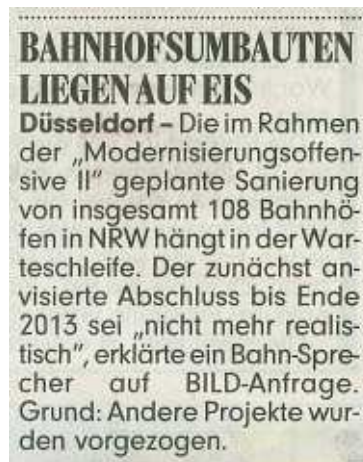 BAHNHOFSUMBAUTEN
LIEGEN AUF EIS
Düsseldorf – Die im Rahmen
der „Modernisierungsoffen-
sive II“ geplante Sanierung
von insgesamt 108 Bahnhö-
fen in NRW hängt in der War-
teschleife. Der zunächst an-
visierte Abschluss bis Ende
2013 sei „nicht mehr realis-
tisch“, erklärte ein Bahn-Spre-
cher auf BILD-Anfrage.
Grund: Andere Projekte wur-
den vorgezogen.